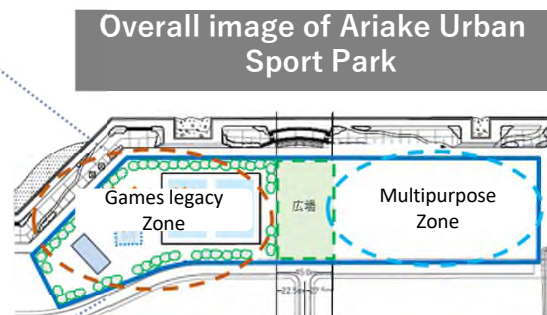 Overall image of Ariake Urban
Sport Park
Games legacy
Zone
広場
Multipurpose
Zone